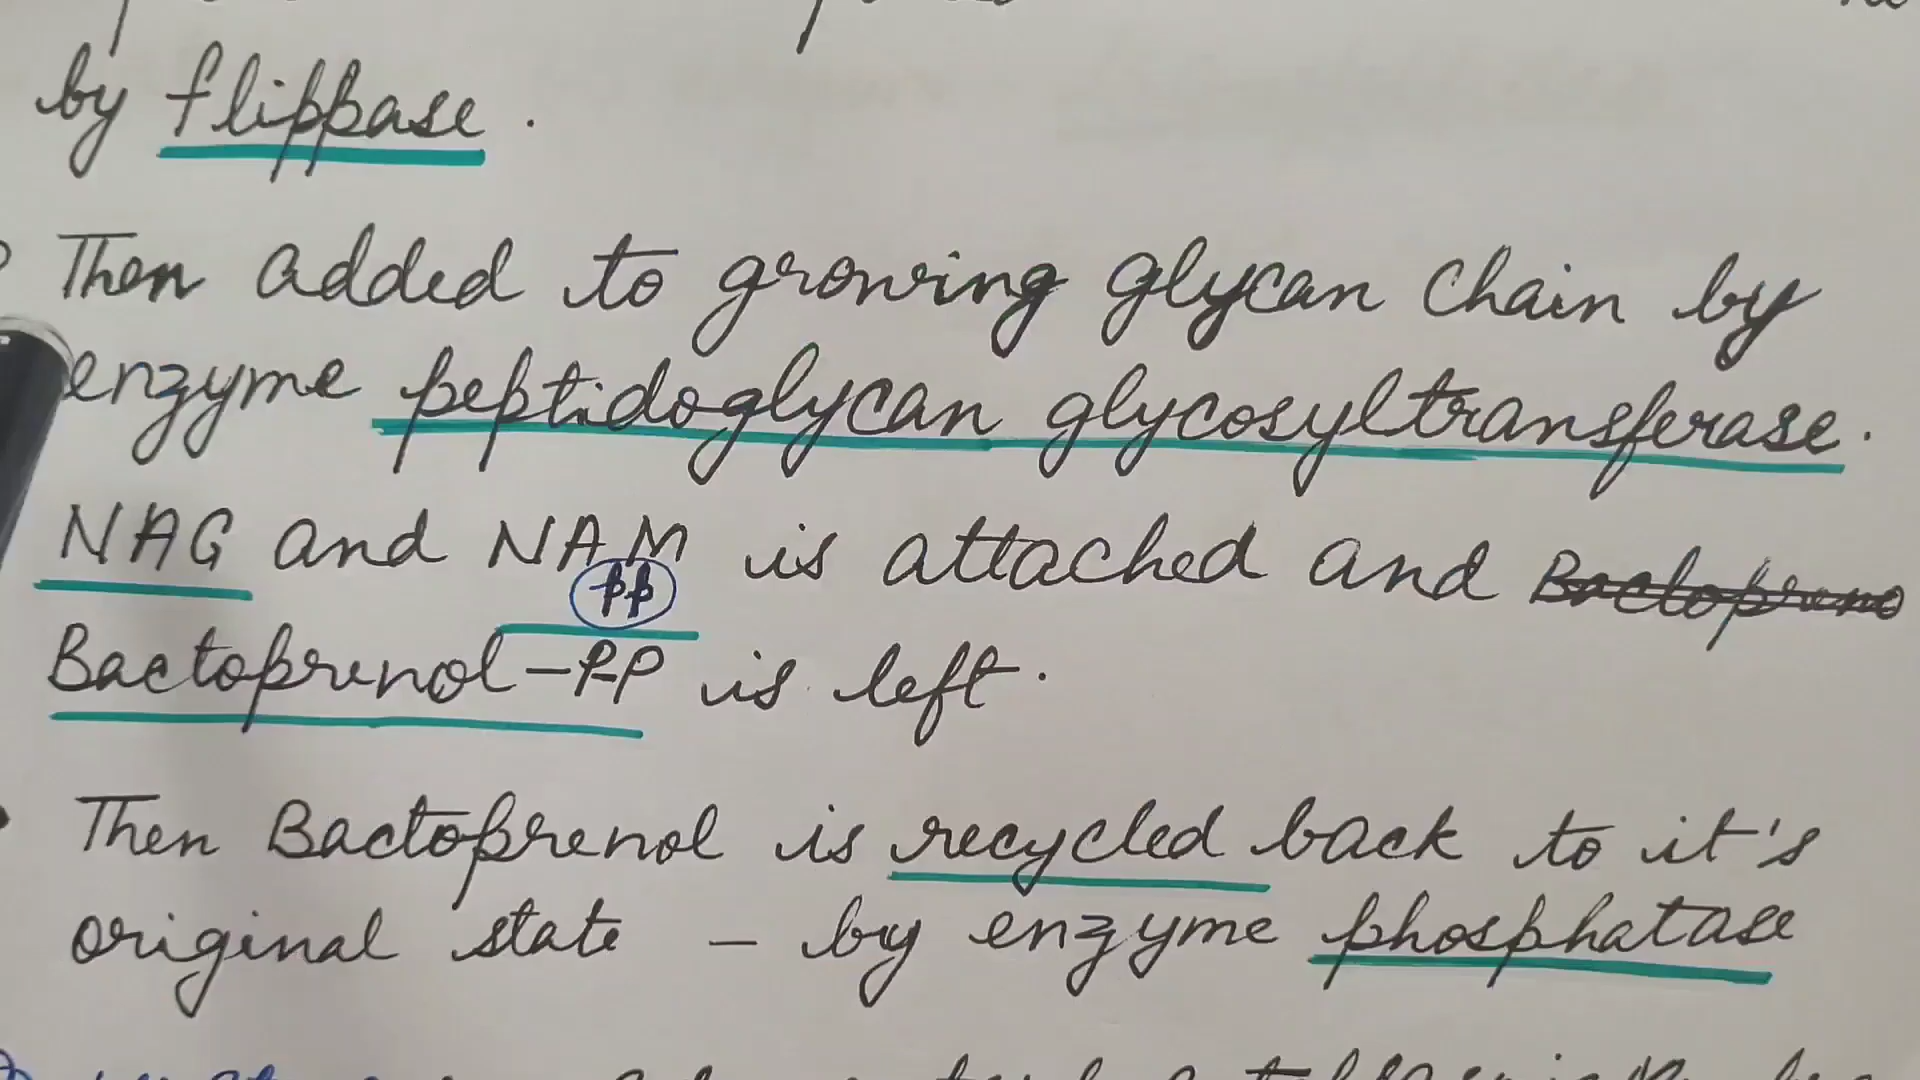 by flippase.
Then added to growing glycan chain by
enzyme peptidoglycan glycosyltransferase.
NAG and NAM is attached and Bactopreno
pp
Bactoprenol - P-P is left.
Then Bactoprenol is recycled back to it's
original state - by enzyme phosphatase